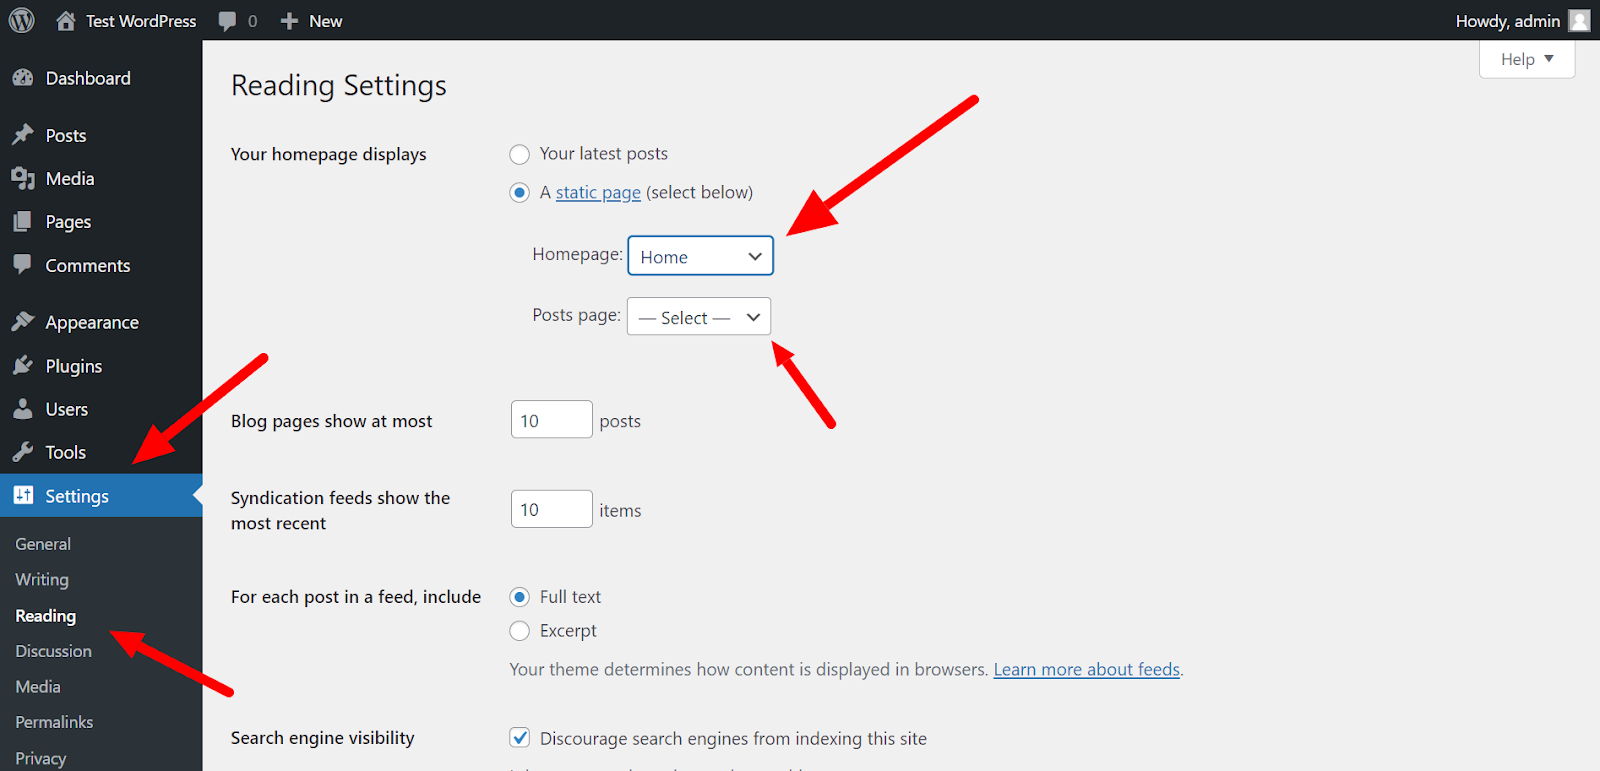 Test WordPress 0 New Howdy, admin
Help
Dashboard
Posts
Media
Pages
Comments
Appearance
Plugins
Users
Tools
Settings
General
Writing
Reading
Discussion
Media
Permalinks
Privacy
Reading Settings
Your homepage displays
Your latest posts
A static page (select below)
Homepage: Home
Posts page: — Select —
Blog pages show at most 10 posts
Syndication feeds show the
most recent
10 items
For each post in a feed, include
Full text
Excerpt
Your theme determines how content is displayed in browsers. Learn more about feeds.
Search engine visibility
Discourage search engines from indexing this site